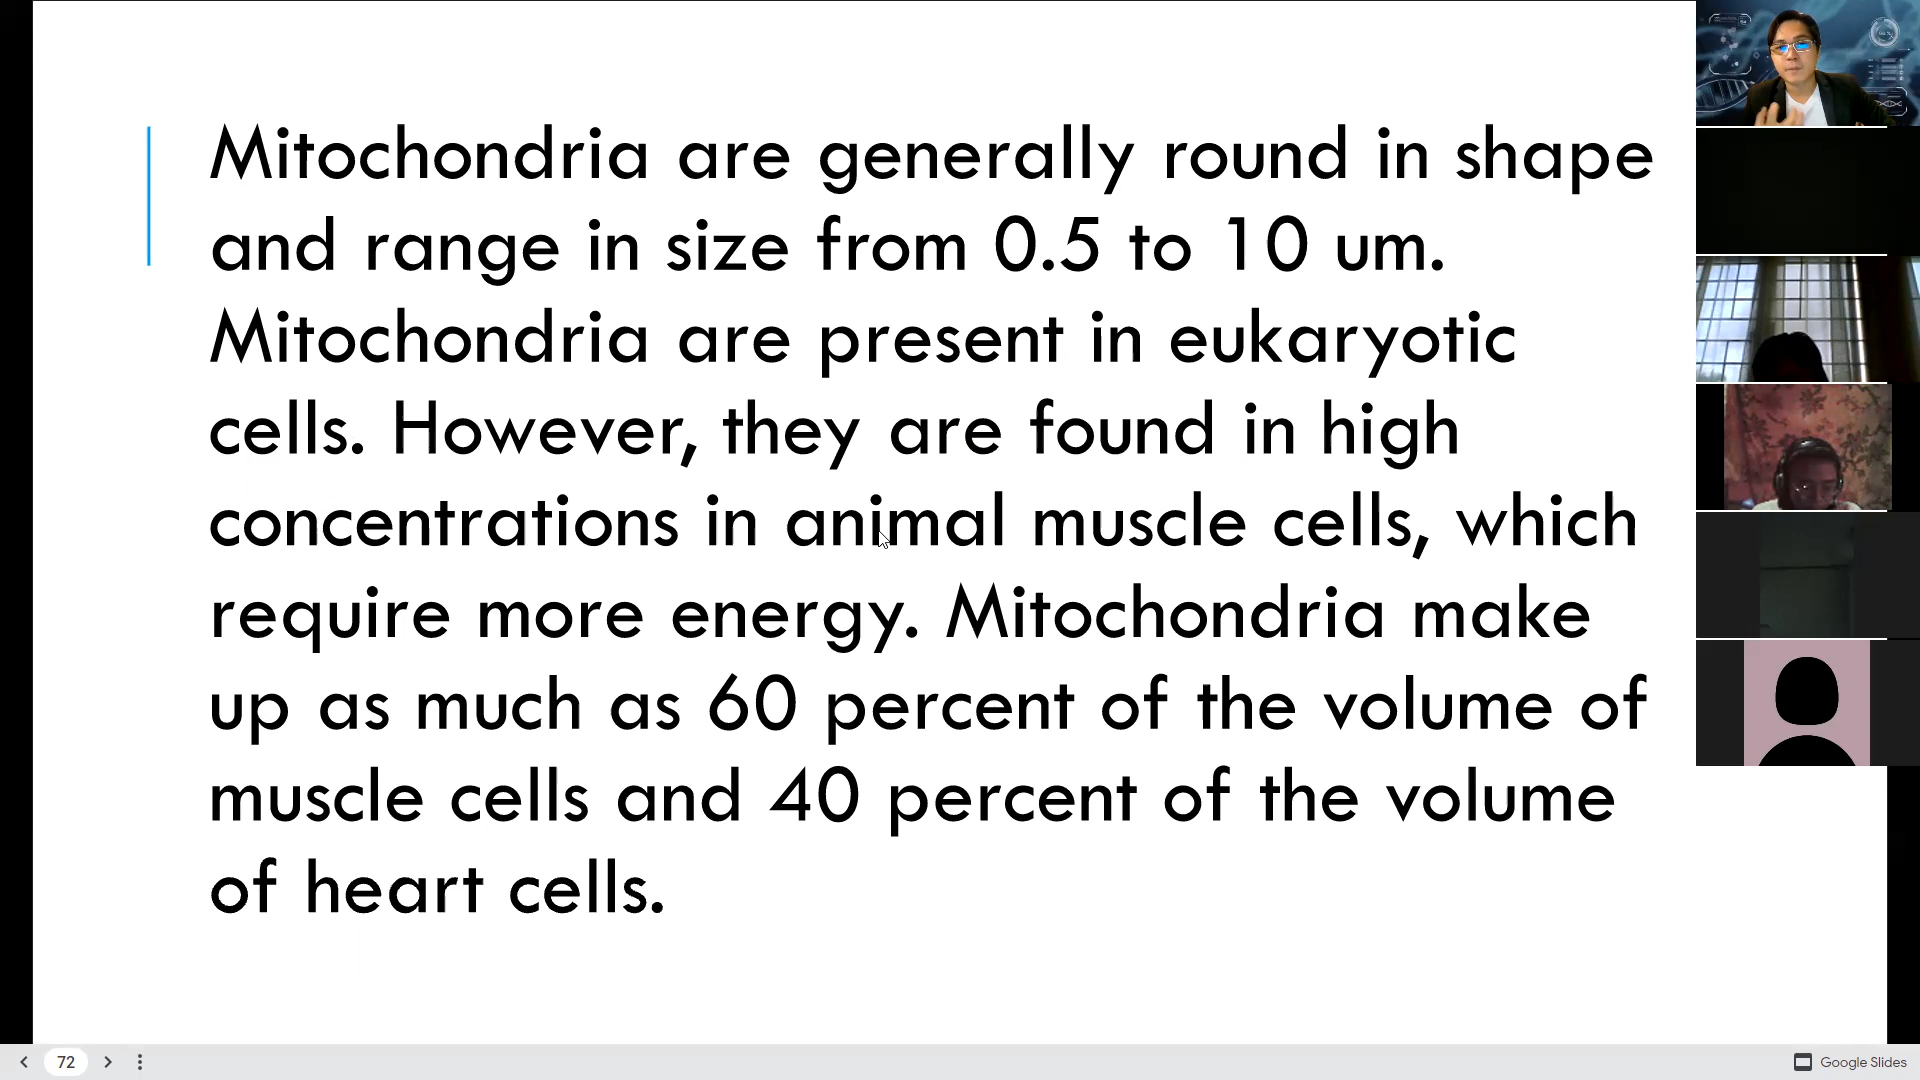 Mitochondria are generally round in shape
and range in size from 0.5 to 10 um.
Mitochondria are present in eukaryotic
cells. However, they are found in high
concentrations in animal muscle cells, which
require more energy. Mitochondria make
up as much as 60 percent of the volume of
muscle cells and 40 percent of the volume
of heart cells.
72
Google Slides